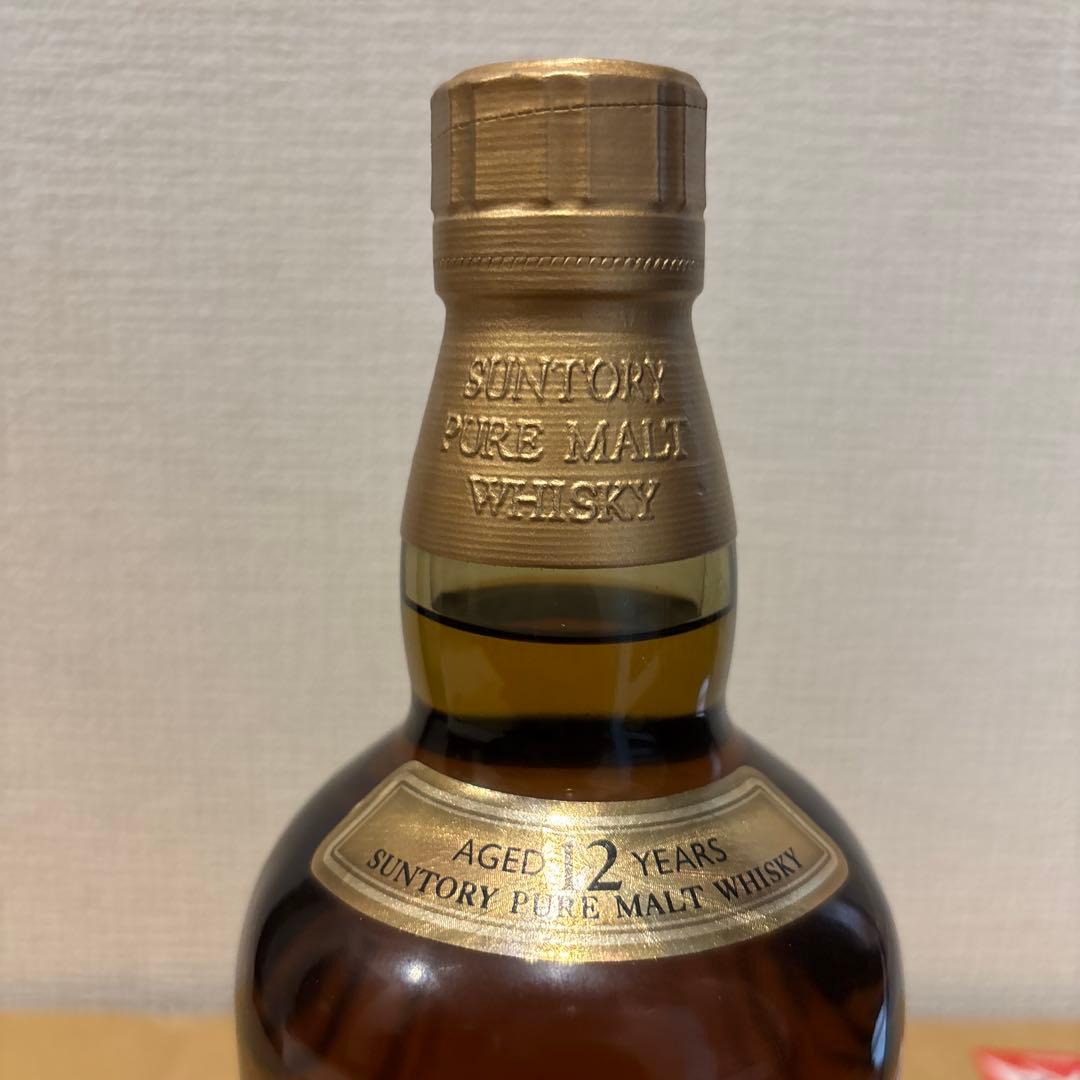 SUNTORY
PURE MALT
WHISKY
AGED 12 YEARS
SUNTORY PURE MALT WHISKY